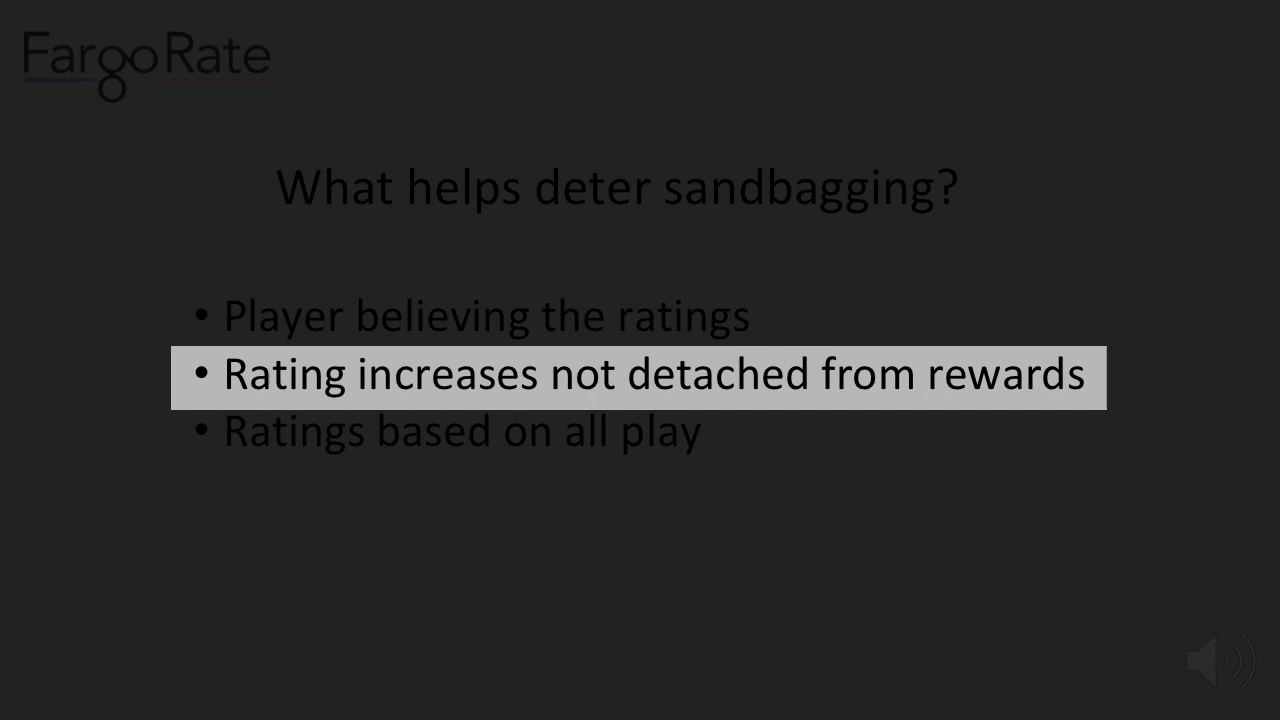 FargoRate
What helps deter sandbagging?
• Player believing the ratings
• Rating increases not detached from rewards
• Ratings based on all play